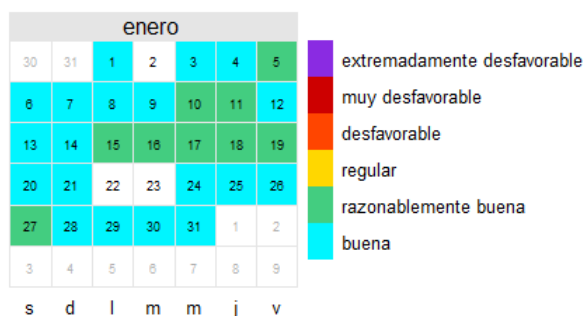 enero
30 31 1 2 3 4 5
6 7 8 9 10 11 12
13 14 15 16 17 18 19
20 21 22 23 24 25 26
27 28 29 30 31 1 2
3 4 5 6 7 8 9
s d l m m j v
extremadamente desfavorable
muy desfavorable
desfavorable
regular
razonablemente buena
buena